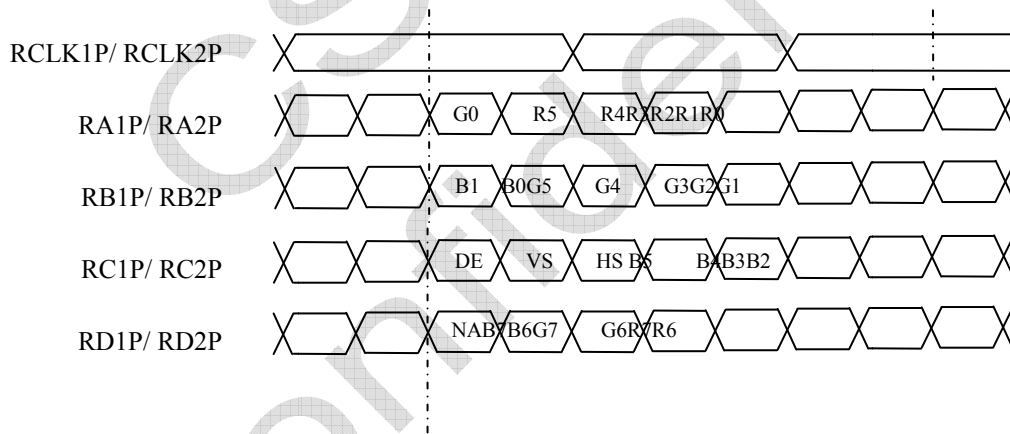 RCLK1P/ RCLK2P
RA1P/ RA2P G0 R5 R4R3R2R1R0
RB1P/ RB2P B1 B0G5 G4 G3G2G1
RC1P/ RC2P DE VS HS B5 B4B3B2
RD1P/ RD2P NAB7B6G7 G6R7R6